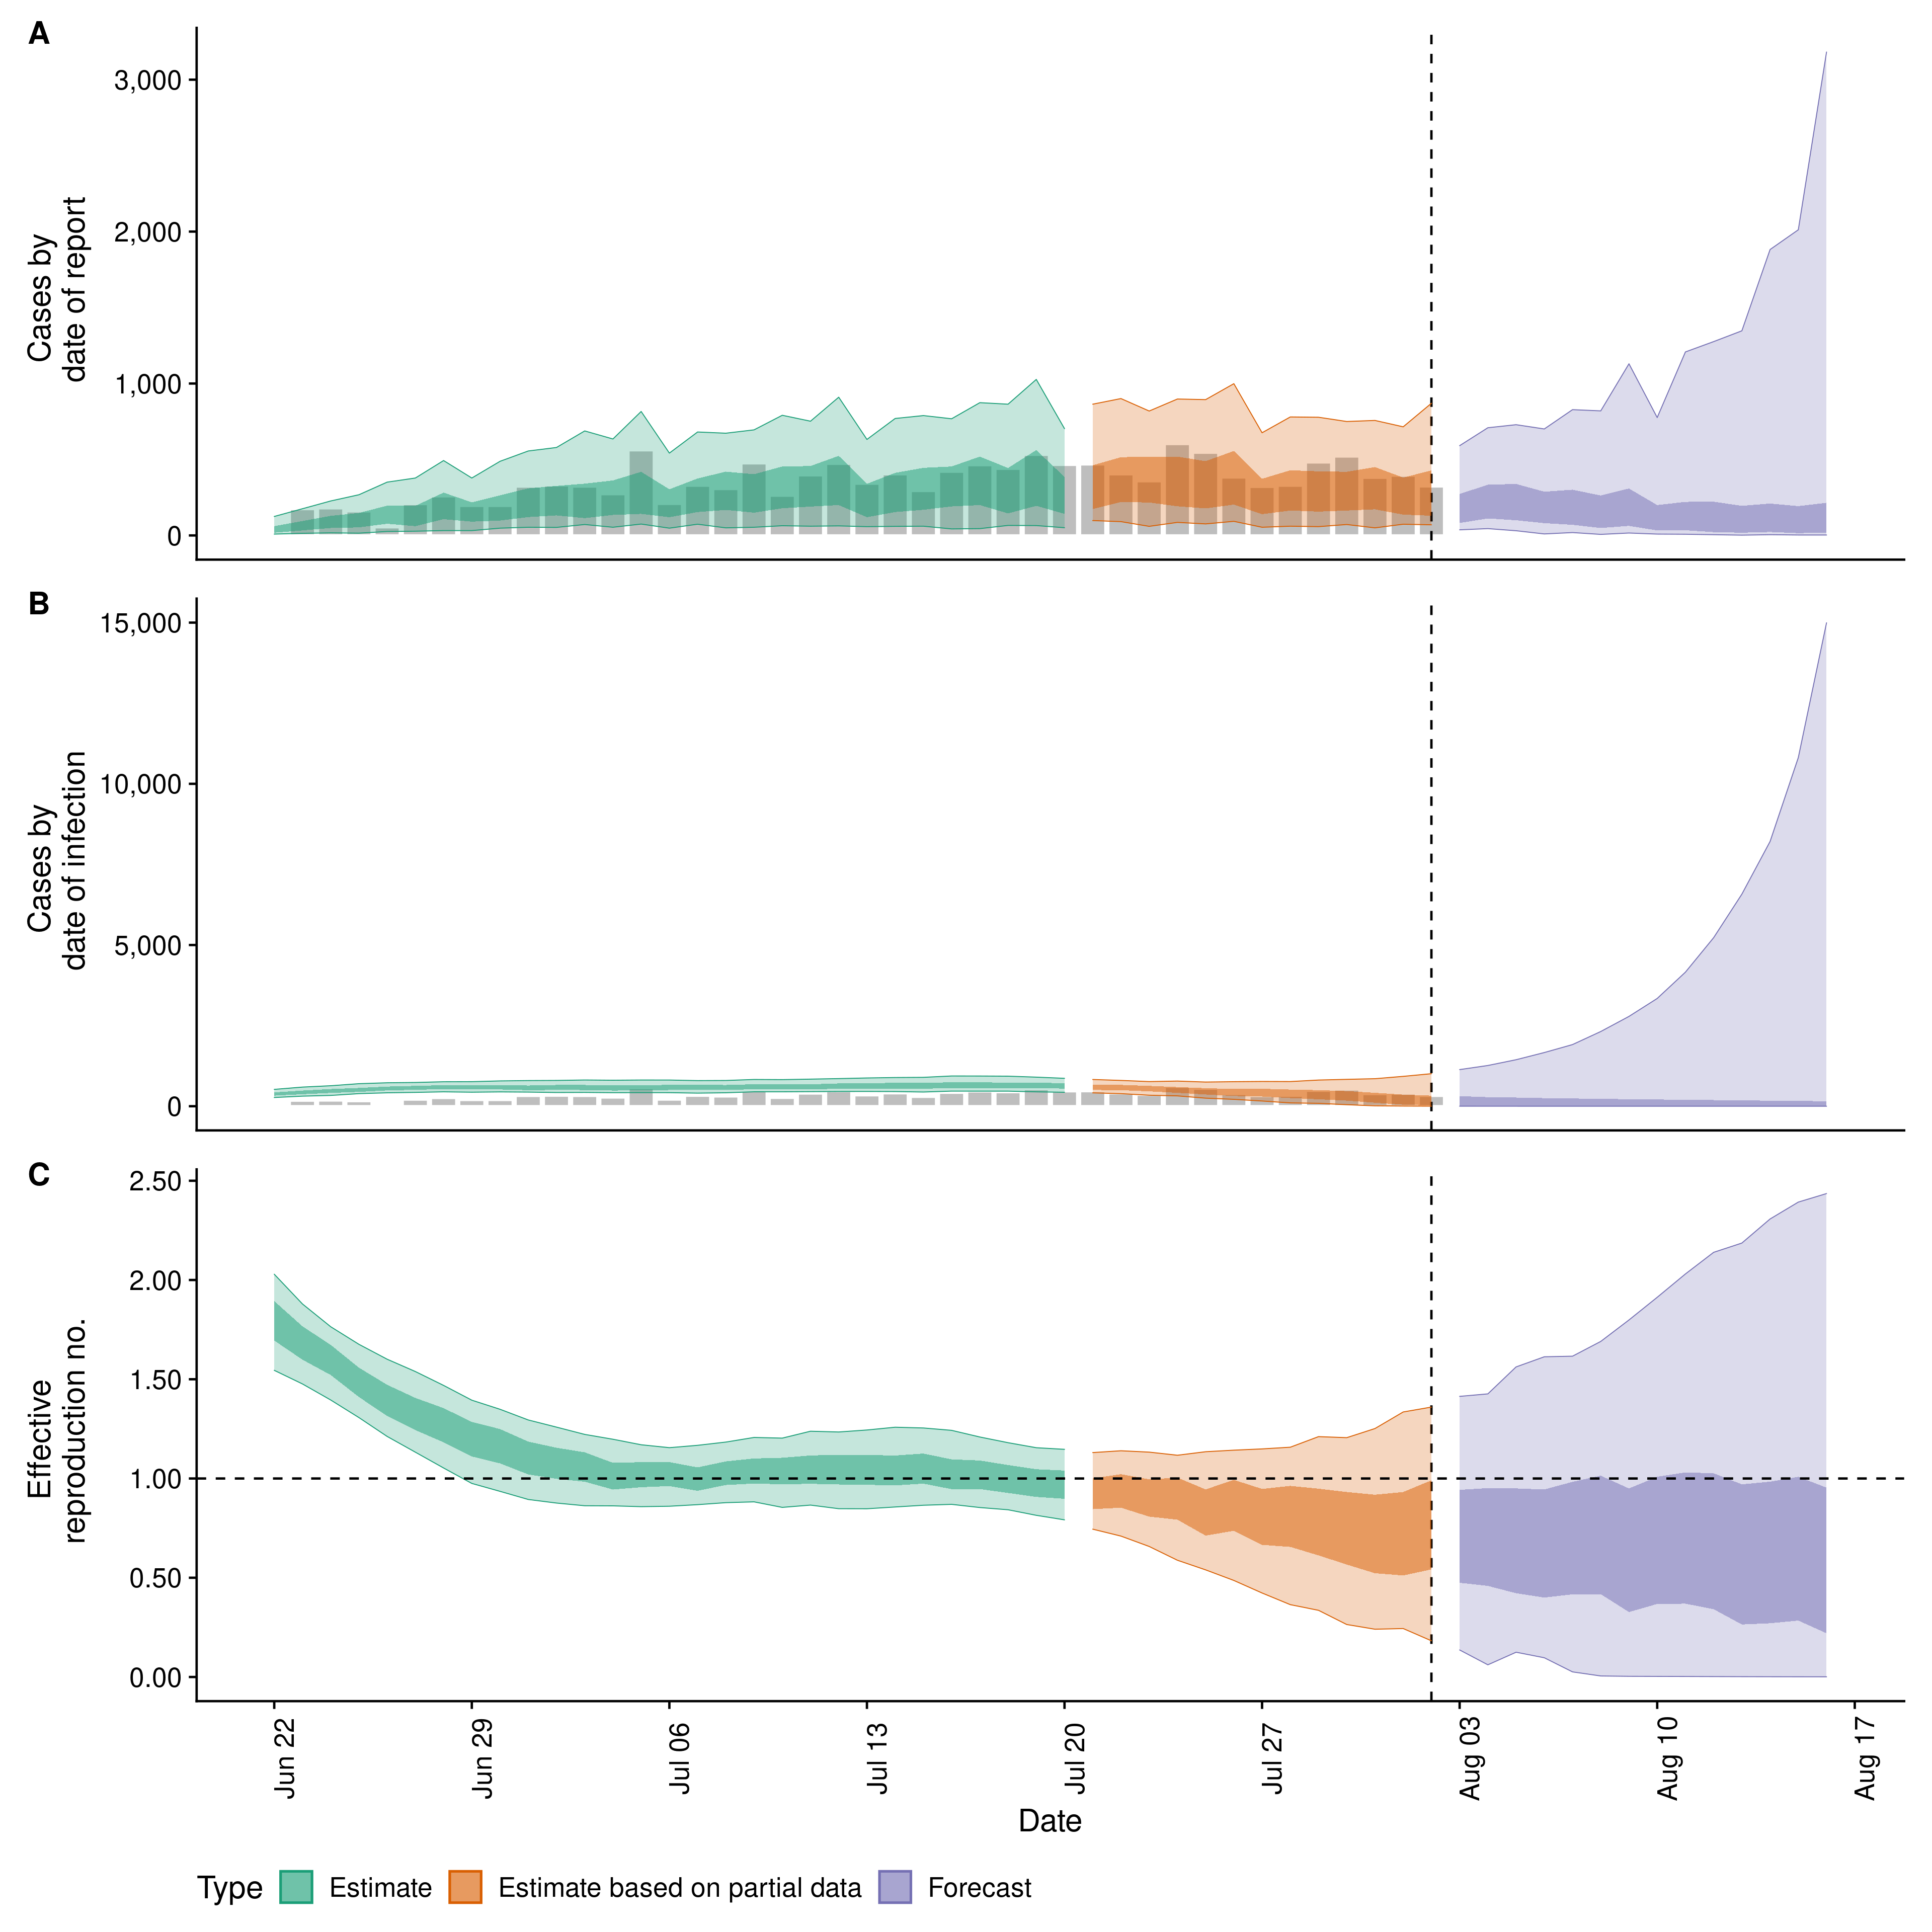 A
3,000
2,000
1,000
0
Cases by
date of report
B
15,000
10,000
5,000
0
Cases by
date of infection
C
2.50
2.00
1.50
1.00
0.50
0.00
Effective
reproduction no.
Jun 22
Jun 29
Jul 06
Jul 13
Jul 20
Jul 27
Aug 03
Aug 10
Aug 17
Date
Type Estimate Estimate based on partial data Forecast